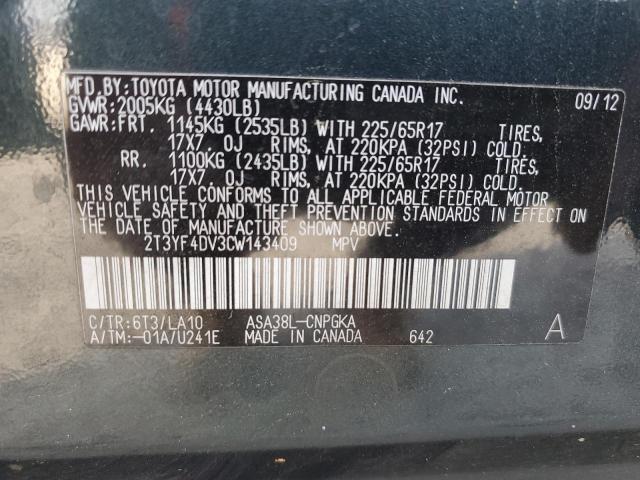 MFD.BY:TOYOTA MOTOR MANUFACTURING CANADA INC. 09/12
GVWR:2005KG (4430LB)
GAWR:FRT. 1145KG (2535LB) WITH 225/65R17 TIRES,
17X7. 0J RIMS, AT 220KPA (32PSI) COLD.
RR. 1100KG (2435LB) WITH 225/65R17 TIRES,
17X7. 0J RIMS, AT 220KPA (32PSI) COLD.
THIS VEHICLE CONFORMS TO ALL APPLICABLE FEDERAL MOTOR
VEHICLE SAFETY AND THEFT PREVENTION STANDARDS IN EFFECT ON
THE DATE OF MANUFACTURE SHOWN ABOVE.
2T3YF4DV3CW143409 MPV
C/TR:6T3/LA10 ASA38L-CNPGKA
A/TM:-01A/U241E MADE IN CANADA 642 A